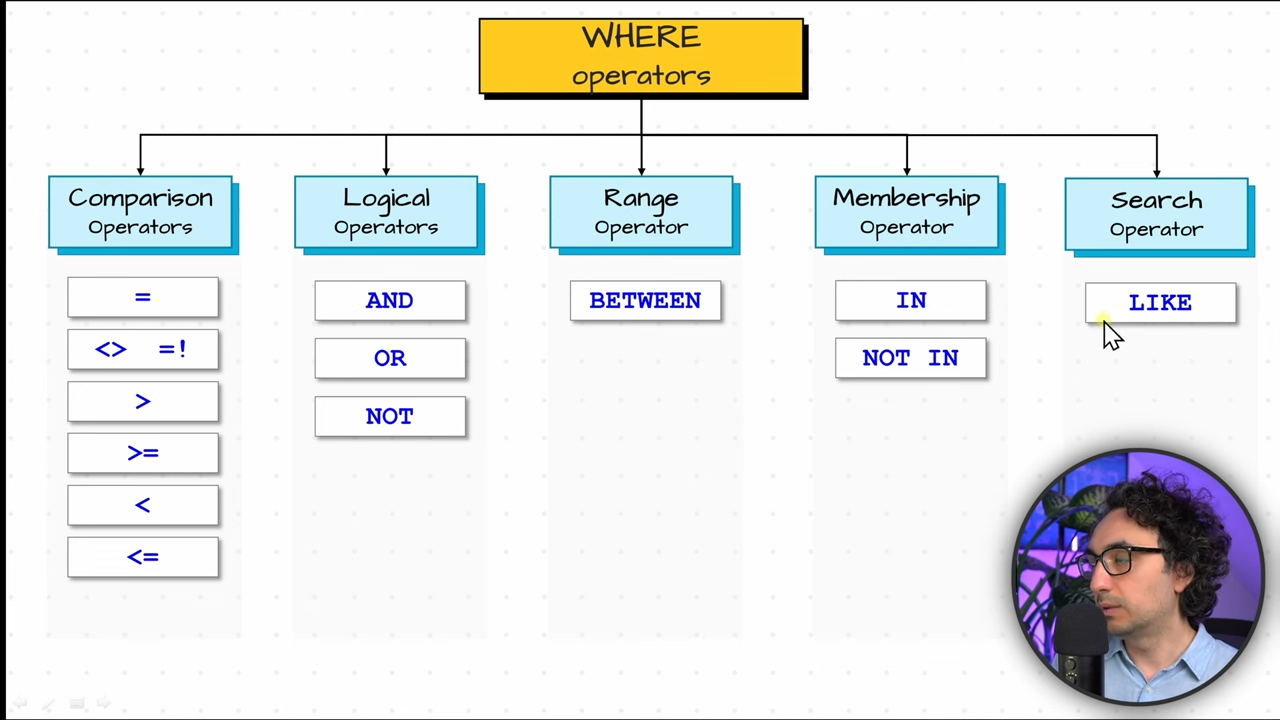 WHERE
operators
Comparison
Operators
=
<> =!
>
>=
<
<=
Logical
Operators
AND
OR
NOT
Range
Operator
BETWEEN
Membership
Operator
IN
NOT IN
Search
Operator
LIKE